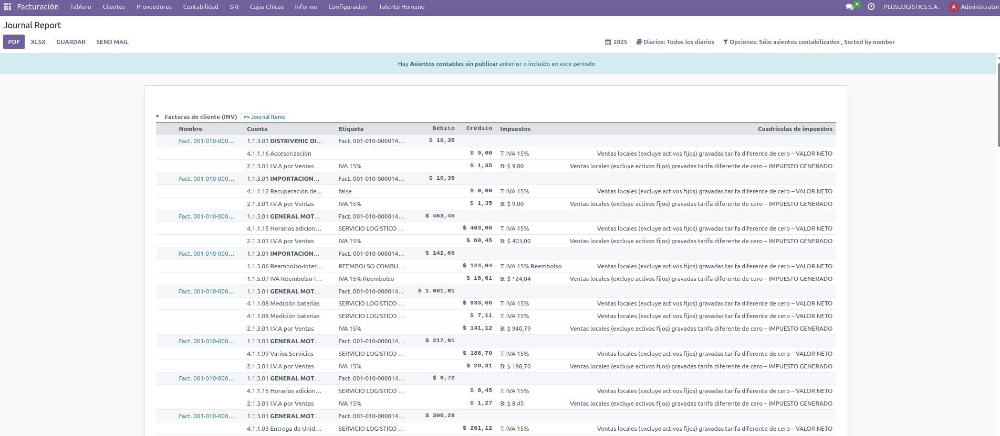 Facturación Tablero Clientes Proveedores Contabilidad SRI Cajas Chicas Informe Configuración Talento Humano 5 PLUSLOGISTICS S.A. A Administrator
Journal Report
PDF XLSX GUARDAR SEND MAIL 2025 Diarios: Todos los diarios Opciones: Sólo asientos contabilizados , Sorted by number
Hay Asientos contables sin publicar anterior o incluido en este período
Facturas de cliente (INV) => Journal Items
Nombre Cuenta Etiqueta Débito Crédito Impuestos Cuadrículas de impuestos
Fact. 001-010-000... 1.1.3.01 DISTRIVEHIC DI... Fact. 001-010-000014... $ 10,35
4.1.1.16 Accesorización $ 9,00 T: IVA 15% Ventas locales (excluye activos fijos) gravadas tarifa diferente de cero – VALOR NETO
2.1.3.01 I.V.A por Ventas IVA 15% $ 1,35 B: $ 9,00 Ventas locales (excluye activos fijos) gravadas tarifa diferente de cero – IMPUESTO GENERADO
Fact. 001-010-000... 1.1.3.01 IMPORTACION... Fact. 001-010-000014... $ 10,35
4.1.1.12 Recuperación de... false $ 9,00 T: IVA 15% Ventas locales (excluye activos fijos) gravadas tarifa diferente de cero – VALOR NETO
2.1.3.01 I.V.A por Ventas IVA 15% $ 1,35 B: $ 9,00 Ventas locales (excluye activos fijos) gravadas tarifa diferente de cero – IMPUESTO GENERADO
Fact. 001-010-000... 1.1.3.01 GENERAL MOT... Fact. 001-010-000014... $ 463,45
4.1.1.15 Horarios adicion... SERVICIO LOGISTICO ... $ 403,00 T: IVA 15% Ventas locales (excluye activos fijos) gravadas tarifa diferente de cero – VALOR NETO
2.1.3.01 I.V.A por Ventas IVA 15% $ 60,45 B: $ 403,00 Ventas locales (excluye activos fijos) gravadas tarifa diferente de cero – IMPUESTO GENERADO
Fact. 001-010-000... 1.1.3.01 IMPORTACION... Fact. 001-010-000014... $ 142,65
1.1.5.06 Reembolso-Inter... REEMBOLSO COMBU... $ 124,04 T: IVA 15% Reembolso Ventas locales (excluye activos fijos) gravadas tarifa diferente de cero – VALOR NETO
1.1.5.07 IVA Reembolso-I... IVA 15% Reembolso $ 18,61 B: $ 124,04 Ventas locales (excluye activos fijos) gravadas tarifa diferente de cero – IMPUESTO GENERADO
Fact. 001-010-000... 1.1.3.01 GENERAL MOT... Fact. 001-010-000014... $ 1.081,91
4.1.1.08 Medición baterías SERVICIO LOGISTICO ... $ 933,68 T: IVA 15% Ventas locales (excluye activos fijos) gravadas tarifa diferente de cero – VALOR NETO
4.1.1.08 Medición baterías SERVICIO LOGISTICO ... $ 7,11 T: IVA 15% Ventas locales (excluye activos fijos) gravadas tarifa diferente de cero – VALOR NETO
2.1.3.01 I.V.A por Ventas IVA 15% $ 141,12 B: $ 940,79 Ventas locales (excluye activos fijos) gravadas tarifa diferente de cero – IMPUESTO GENERADO
Fact. 001-010-000... 1.1.3.01 GENERAL MOT... Fact. 001-010-000014... $ 217,01
4.1.1.99 Varios Servicios SERVICIO LOGISTICO ... $ 188,70 T: IVA 15% Ventas locales (excluye activos fijos) gravadas tarifa diferente de cero – VALOR NETO
2.1.3.01 I.V.A por Ventas IVA 15% $ 28,31 B: $ 188,70 Ventas locales (excluye activos fijos) gravadas tarifa diferente de cero – IMPUESTO GENERADO
Fact. 001-010-000... 1.1.3.01 GENERAL MOT... Fact. 001-010-000014... $ 9,72
4.1.1.15 Horarios adicion... SERVICIO LOGISTICO ... $ 8,45 T: IVA 15% Ventas locales (excluye activos fijos) gravadas tarifa diferente de cero – VALOR NETO
2.1.3.01 I.V.A por Ventas IVA 15% $ 1,27 B: $ 8,45 Ventas locales (excluye activos fijos) gravadas tarifa diferente de cero – IMPUESTO GENERADO
Fact. 001-010-000... 1.1.3.01 GENERAL MOT... Fact. 001-010-000014... $ 300,29
4.1.1.03 Entrega de Unid... SERVICIO LOGISTICO ... $ 261,12 T: IVA 15% Ventas locales (excluye activos fijos) gravadas tarifa diferente de cero – VALOR NETO